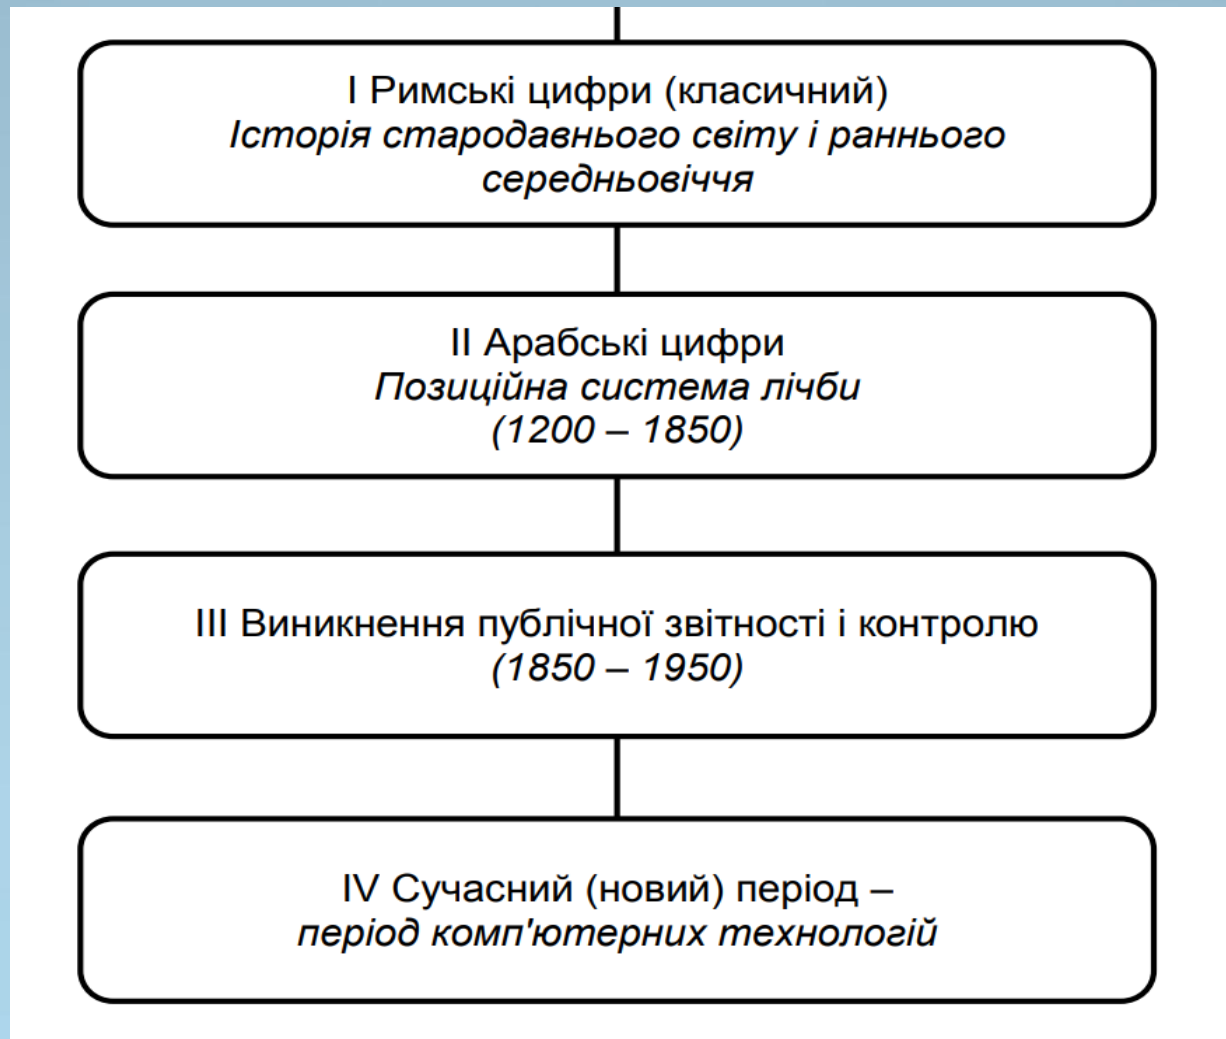 I Римські цифри (класичний)
Історія стародавнього світу і раннього
середньовіччя
II Арабські цифри
Позиційна система лічби
(1200 – 1850)
III Виникнення публічної звітності і контролю
(1850 – 1950)
IV Сучасний (новий) період –
період комп'ютерних технологій